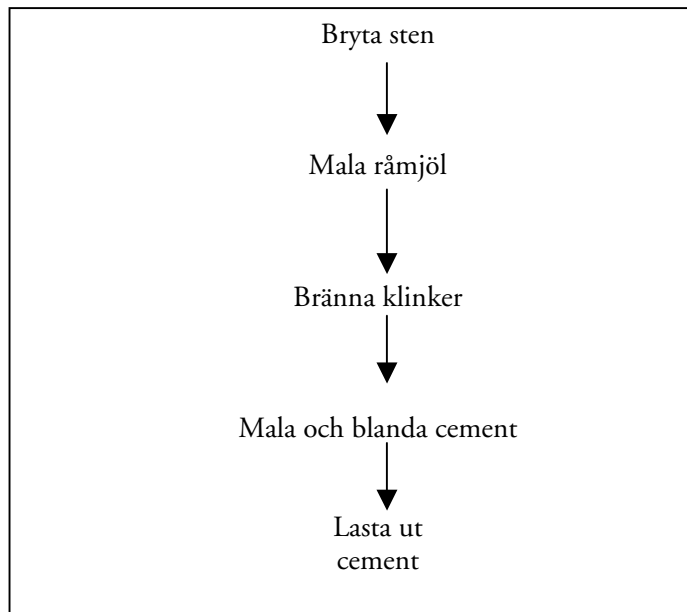 Bryta sten
Mala råmjöl
Bränna klinker
Mala och blanda cement
Lasta ut
cement